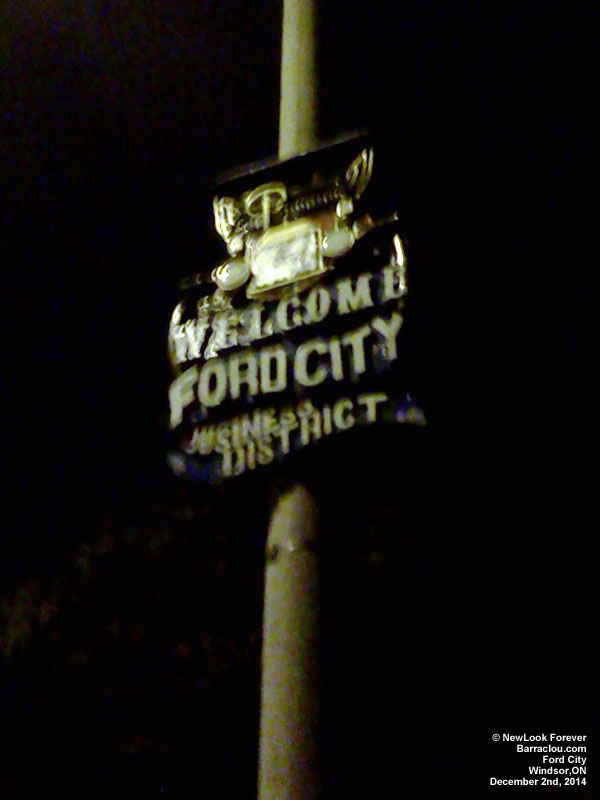 WELCOME
FORD CITY
BUSINESS
DISTRICT
© NewLook Forever
Barraclou.com
Ford City
Windsor,ON
December 2nd, 2014